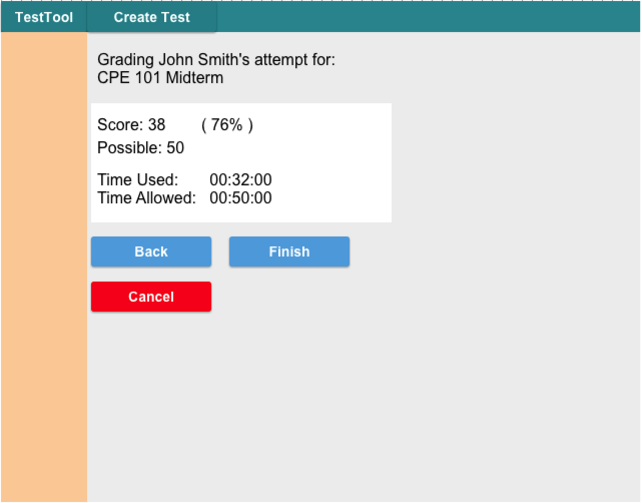 TestTool Create Test
Grading John Smith's attempt for:
CPE 101 Midterm
Score: 38 ( 76% )
Possible: 50
Time Used: 00:32:00
Time Allowed: 00:50:00
Back Finish
Cancel